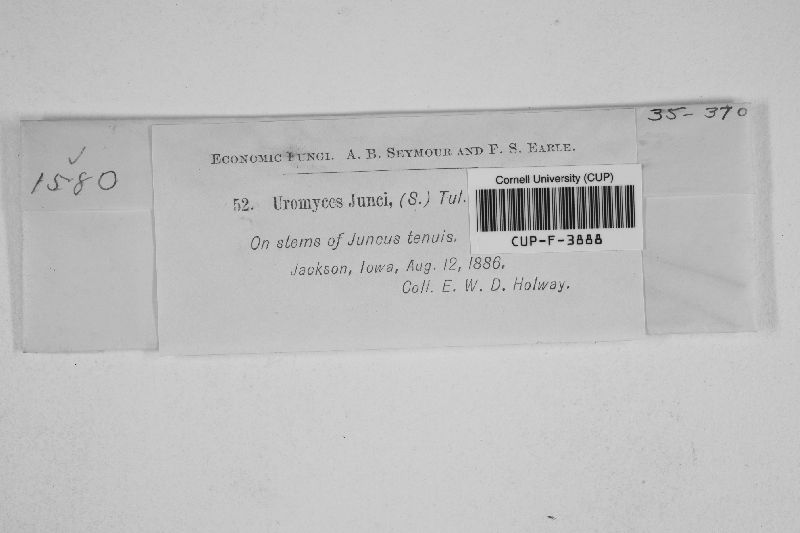 35-370
✓
1580
ECONOMIC FUNGI. A. B. SEYMOUR AND F. S. EARLE.
52. Uromyces Junci, (S.) Tul.
On stems of Juncus tenuis.
Jackson, Iowa, Aug. 12, 1886.
Coll. E. W. D. Holway.
Cornell University (CUP)
CUP-F-3888